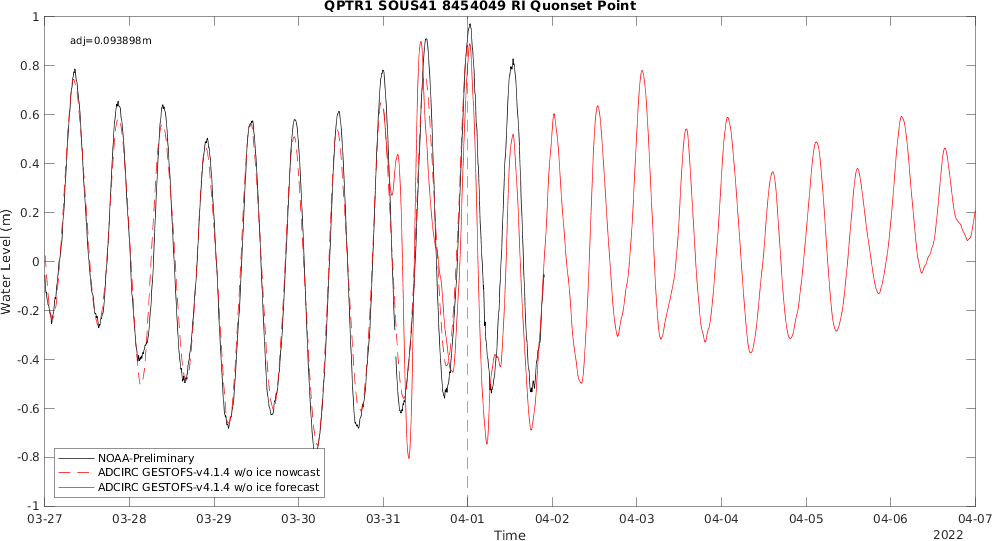 QPTR1 SOUS41 8454049 RI Quonset Point
adj=0.093898m
1
0.8
0.6
0.4
0.2
0
-0.2
-0.4
-0.6
-0.8
-1
Water Level (m)
NOAA-Preliminary
ADCIRC GESTOFS-v4.1.4 w/o ice nowcast
ADCIRC GESTOFS-v4.1.4 w/o ice forecast
03-27 03-28 03-29 03-30 03-31 04-01 04-02 04-03 04-04 04-05 04-06 04-07
Time
2022